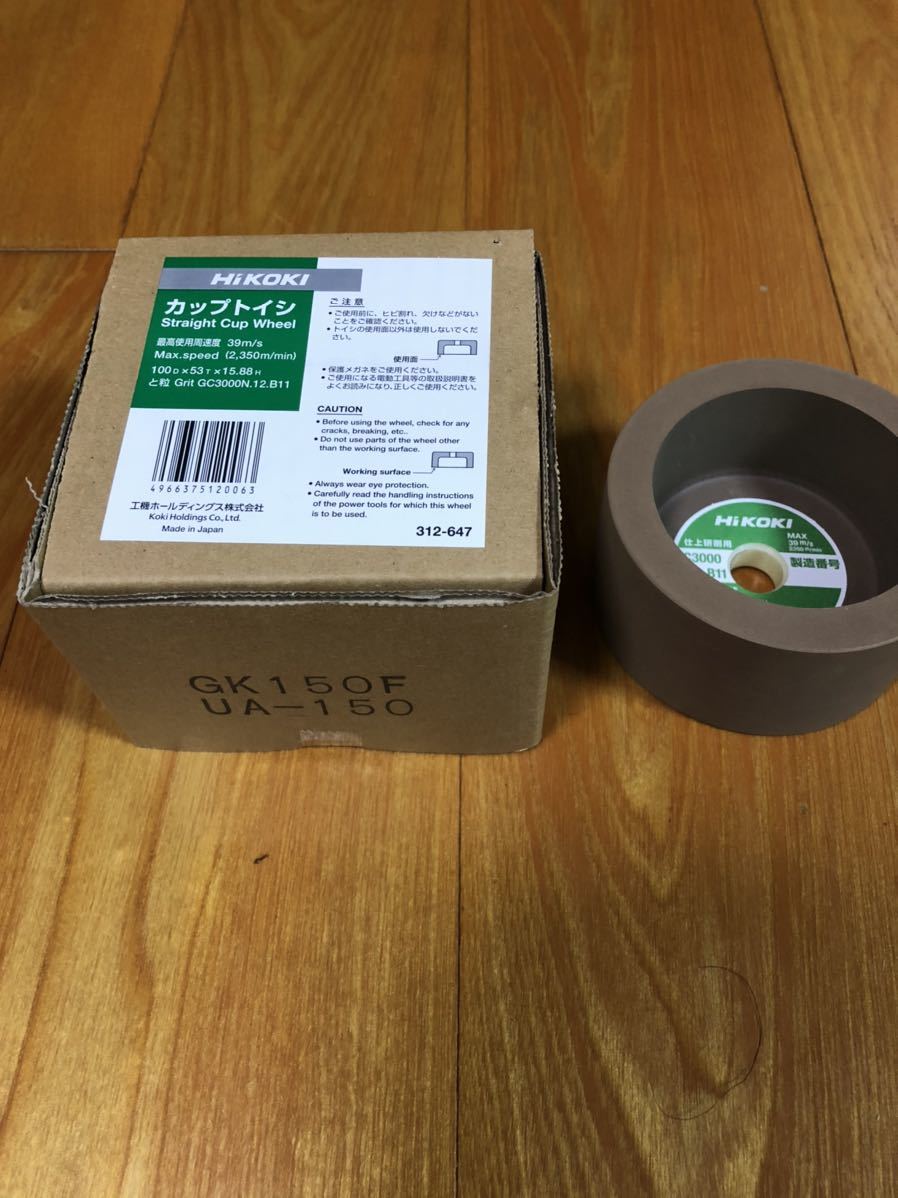 HiKOKI
カップトイシ
Straight Cup Wheel
最高使用周速度 39m/s
Max.speed (2,350m/min)
100D×53T×15.88H
と粒 Grit GC3000N.12.B11
4966375120063
工機ホールディングス株式会社
Koki Holdings Co., Ltd.
Made in Japan
ご注意
• ご使用前に、ヒビ割れ、欠けなどがない
ことをご確認ください。
• トイシの使用面以外は使用しないでくだ
さい。
使用面
• 保護メガネをご使用ください。
• ご使用になる電動工具等の取扱説明書を
よくお読みになり、正しくご使用ください。
CAUTION
• Before using the wheel, check for any
cracks, breaking, etc..
• Do not use parts of the wheel other
than the working surface.
Working surface
• Always wear eye protection.
• Carefully read the handling instructions
of the power tools for which this wheel
is to be used.
312-647
GK150F
UA-150
HiKOKI
仕上研削用
MAX
39m/s
2350m/min
C3000
.B11
製造番号